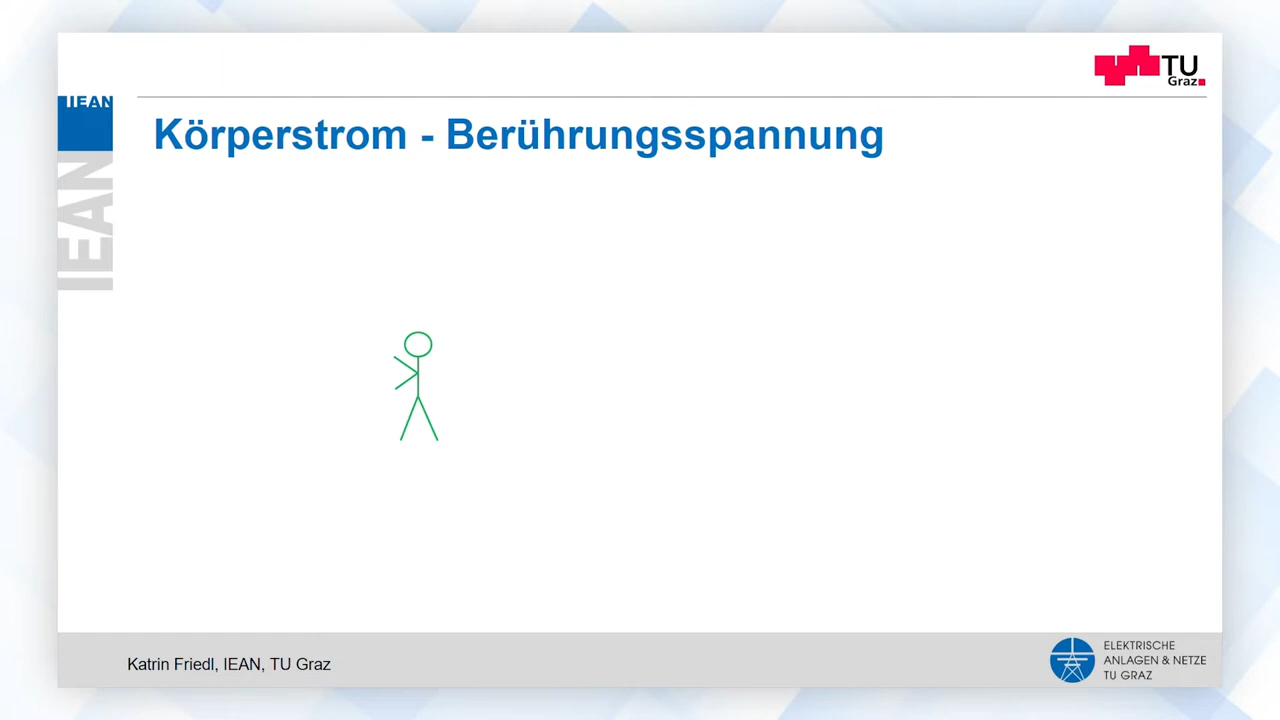 TU
Graz
IEAN
Körperstrom - Berührungsspannung
IEAN
Katrin Friedl, IEAN, TU Graz
ELEKTRISCHE
ANLAGEN & NETZE
TU GRAZ